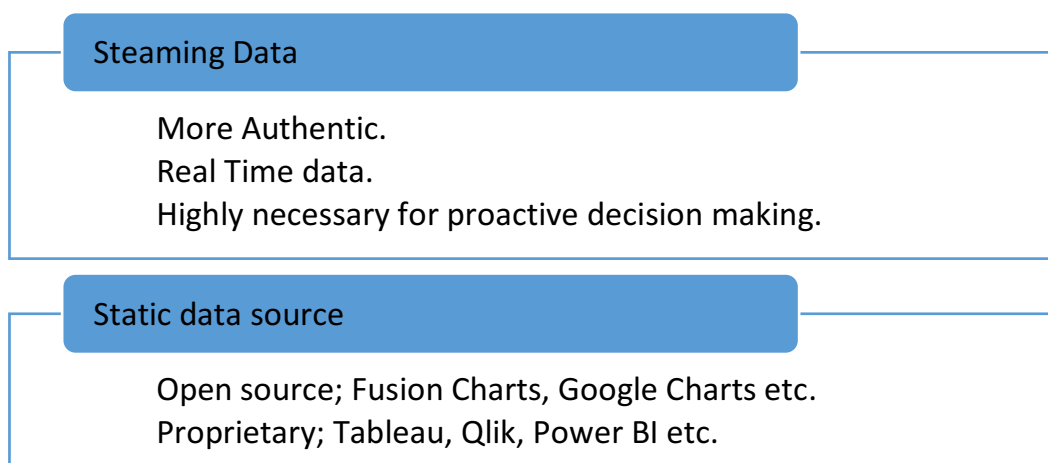 Steaming Data
More Authentic.
Real Time data.
Highly necessary for proactive decision making.
Static data source
Open source; Fusion Charts, Google Charts etc.
Proprietary; Tableau, Qlik, Power BI etc.